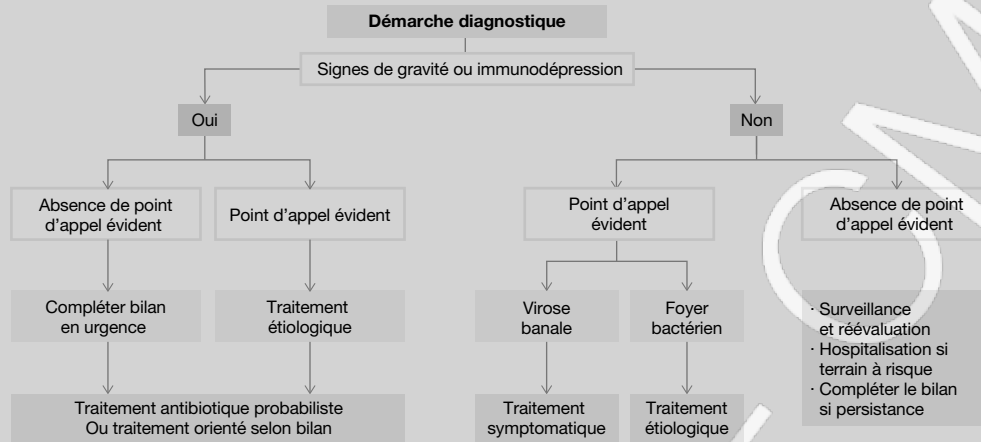 Démarche diagnostique
Signes de gravité ou immunodépression
Oui
Non
Absence de point
d'appel évident
Point d'appel évident
Point d'appel
évident
Absence de point
d'appel évident
Compléter bilan
en urgence
Traitement
étiologique
Virose
banale
Foyer
bactérien
· Surveillance
et réévaluation
· Hospitalisation si
terrain à risque
· Compléter le bilan
si persistance
Traitement antibiotique probabiliste
Ou traitement orienté selon bilan
Traitement
symptomatique
Traitement
étiologique